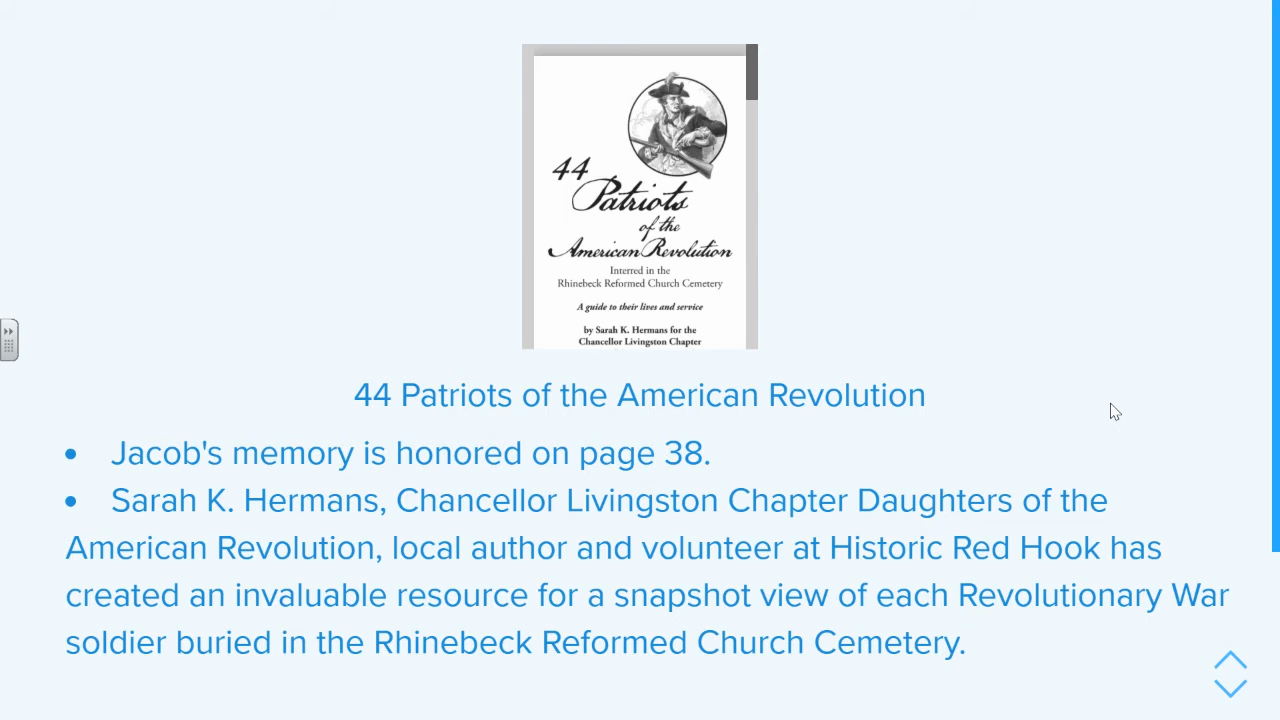 44
Patriots
of the
American Revolution
Interred in the
Rhinebeck Reformed Church Cemetery
A guide to their lives and service
by Sarah K. Hermans for the
Chancellor Livingston Chapter
44 Patriots of the American Revolution
• Jacob's memory is honored on page 38.
• Sarah K. Hermans, Chancellor Livingston Chapter Daughters of the
American Revolution, local author and volunteer at Historic Red Hook has
created an invaluable resource for a snapshot view of each Revolutionary War
soldier buried in the Rhinebeck Reformed Church Cemetery.